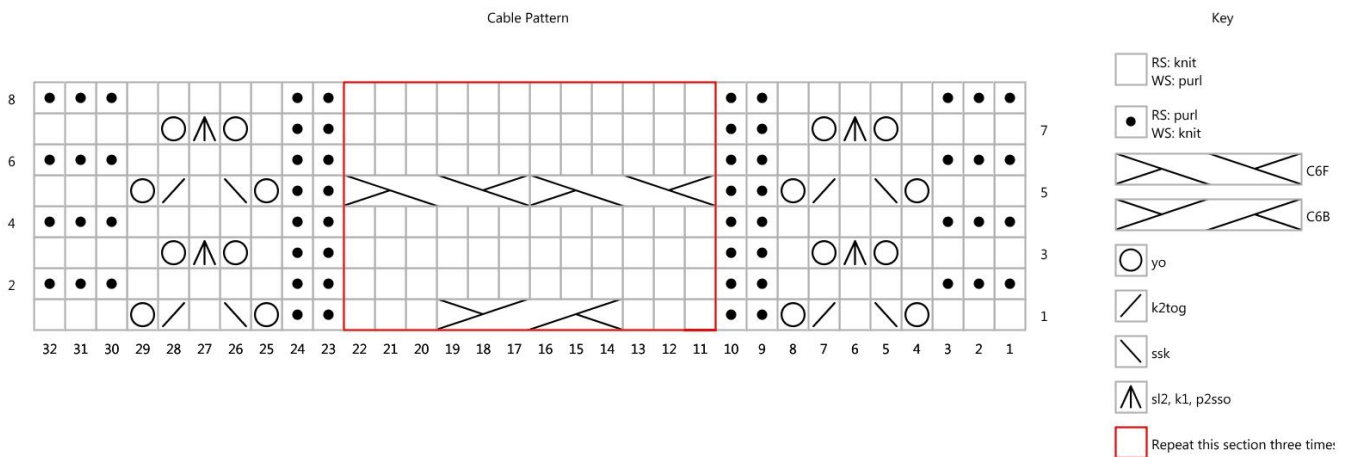 Cable Pattern
Key
RS: knit
WS: purl
RS: purl
WS: knit
C6F
C6B
yo
k2tog
ssk
sl2, k1, p2sso
Repeat this section three times
8
7
6
5
4
3
2
1
32 31 30 29 28 27 26 25 24 23 22 21 20 19 18 17 16 15 14 13 12 11 10 9 8 7 6 5 4 3 2 1